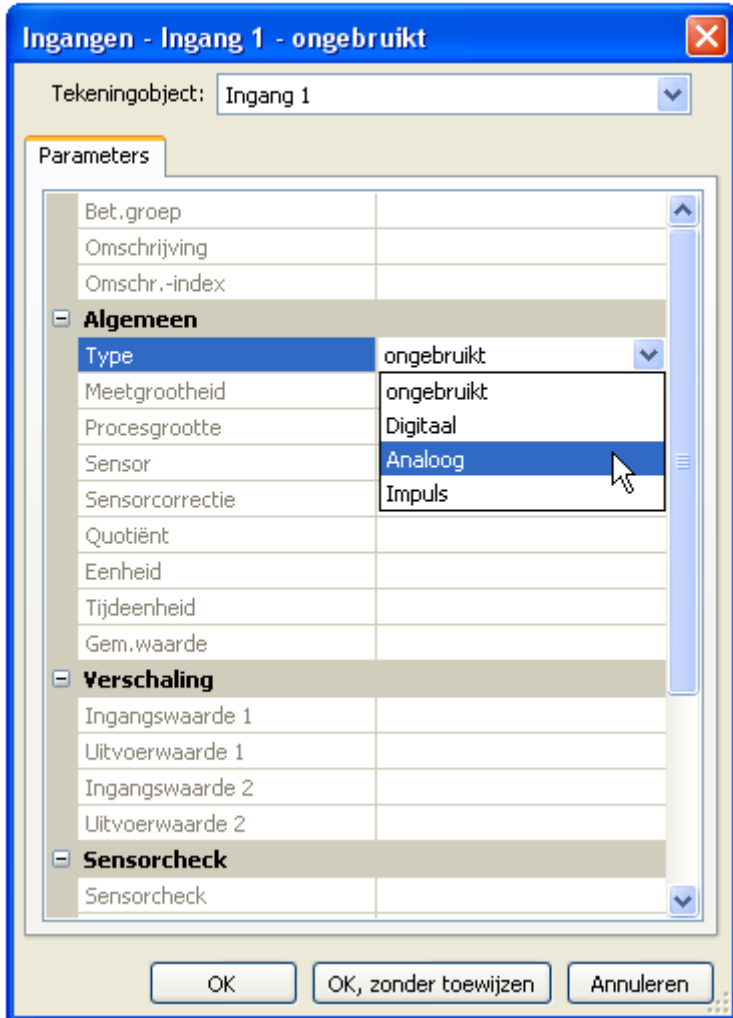 Ingangen - Ingang 1 - ongebruikt
Tekeningobject: Ingang 1
Parameters
Bet.groep
Omschrijving
Omschr.-index
Algemeen
Type ongebruikt
Meetgrootheid ongebruikt
Procesgrootte Digitaal
Sensor Analoog
Sensorcorrectie Impuls
Quotiënt
Eenheid
Tijdeenheid
Gem.waarde
Verschaling
Ingangswaarde 1
Uitvoerwaarde 1
Ingangswaarde 2
Uitvoerwaarde 2
Sensorcheck
Sensorcheck
OK OK, zonder toewijzen Annuleren